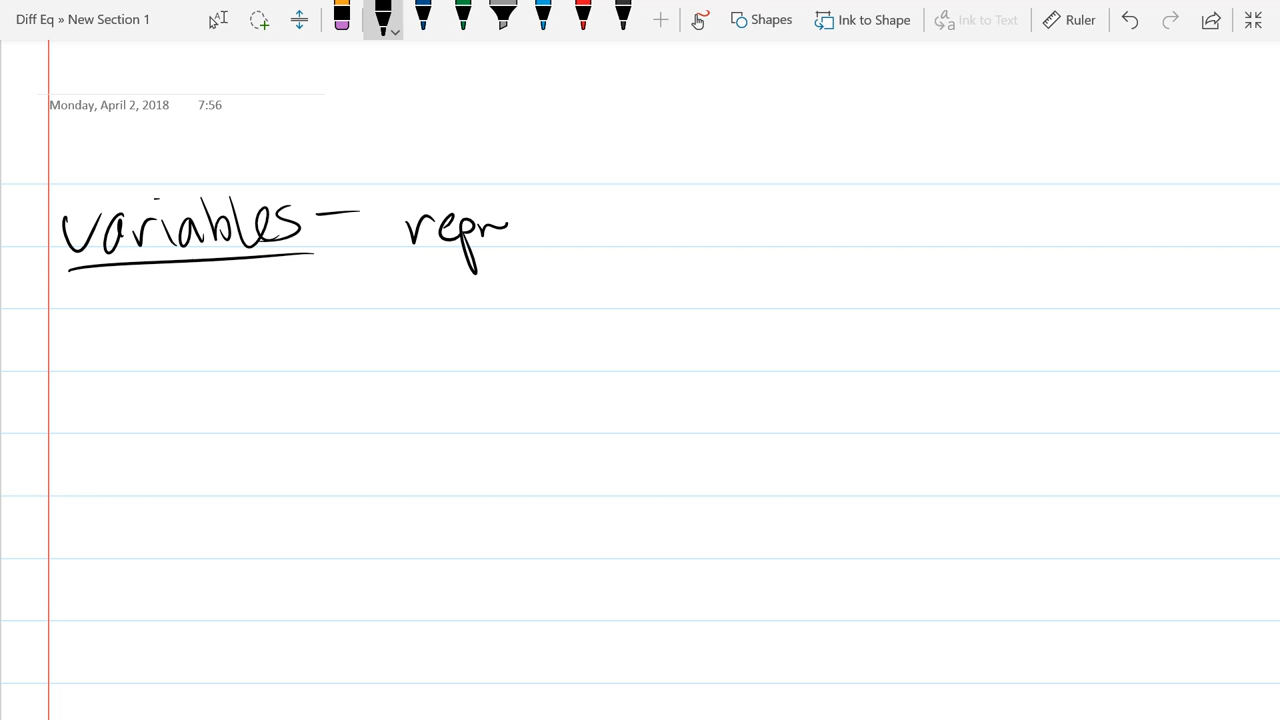 Diff Eq » New Section 1 Shapes Ink to Shape Ink to Text Ruler
Monday, April 2, 2018 7:56
variables — repr